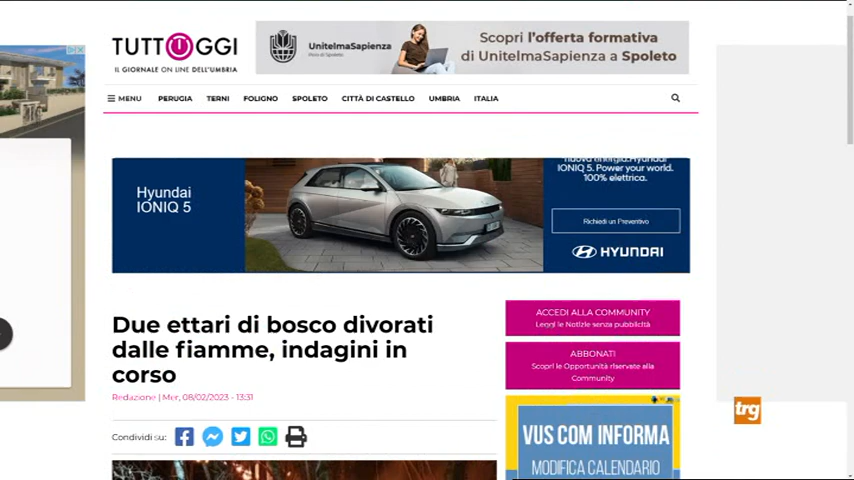 TUTTOGGI
IL GIORNALE ON LINE DELL'UMBRIA
UnitelmaSapienza
Polo di Spoleto
Scopri l'offerta formativa
di UnitelmaSapienza a Spoleto
MENU PERUGIA TERNI FOLIGNO SPOLETO CITTÀ DI CASTELLO UMBRIA ITALIA
Hyundai
IONIQ 5
nuova energia.Hyundai
IONIQ 5. Power your world.
100% elettrica.
Richiedi un Preventivo
HYUNDAI
Due ettari di bosco divorati
dalle fiamme, indagini in
corso
Redazione | Mer, 08/02/2023 - 13:31
Condividi su:
ACCEDI ALLA COMMUNITY
Leggi le Notizie senza pubblicità
ABBONATI
Scopri le Opportunità riservate alla
Community
VUS COM INFORMA
MODIFICA CALENDARIO
trg